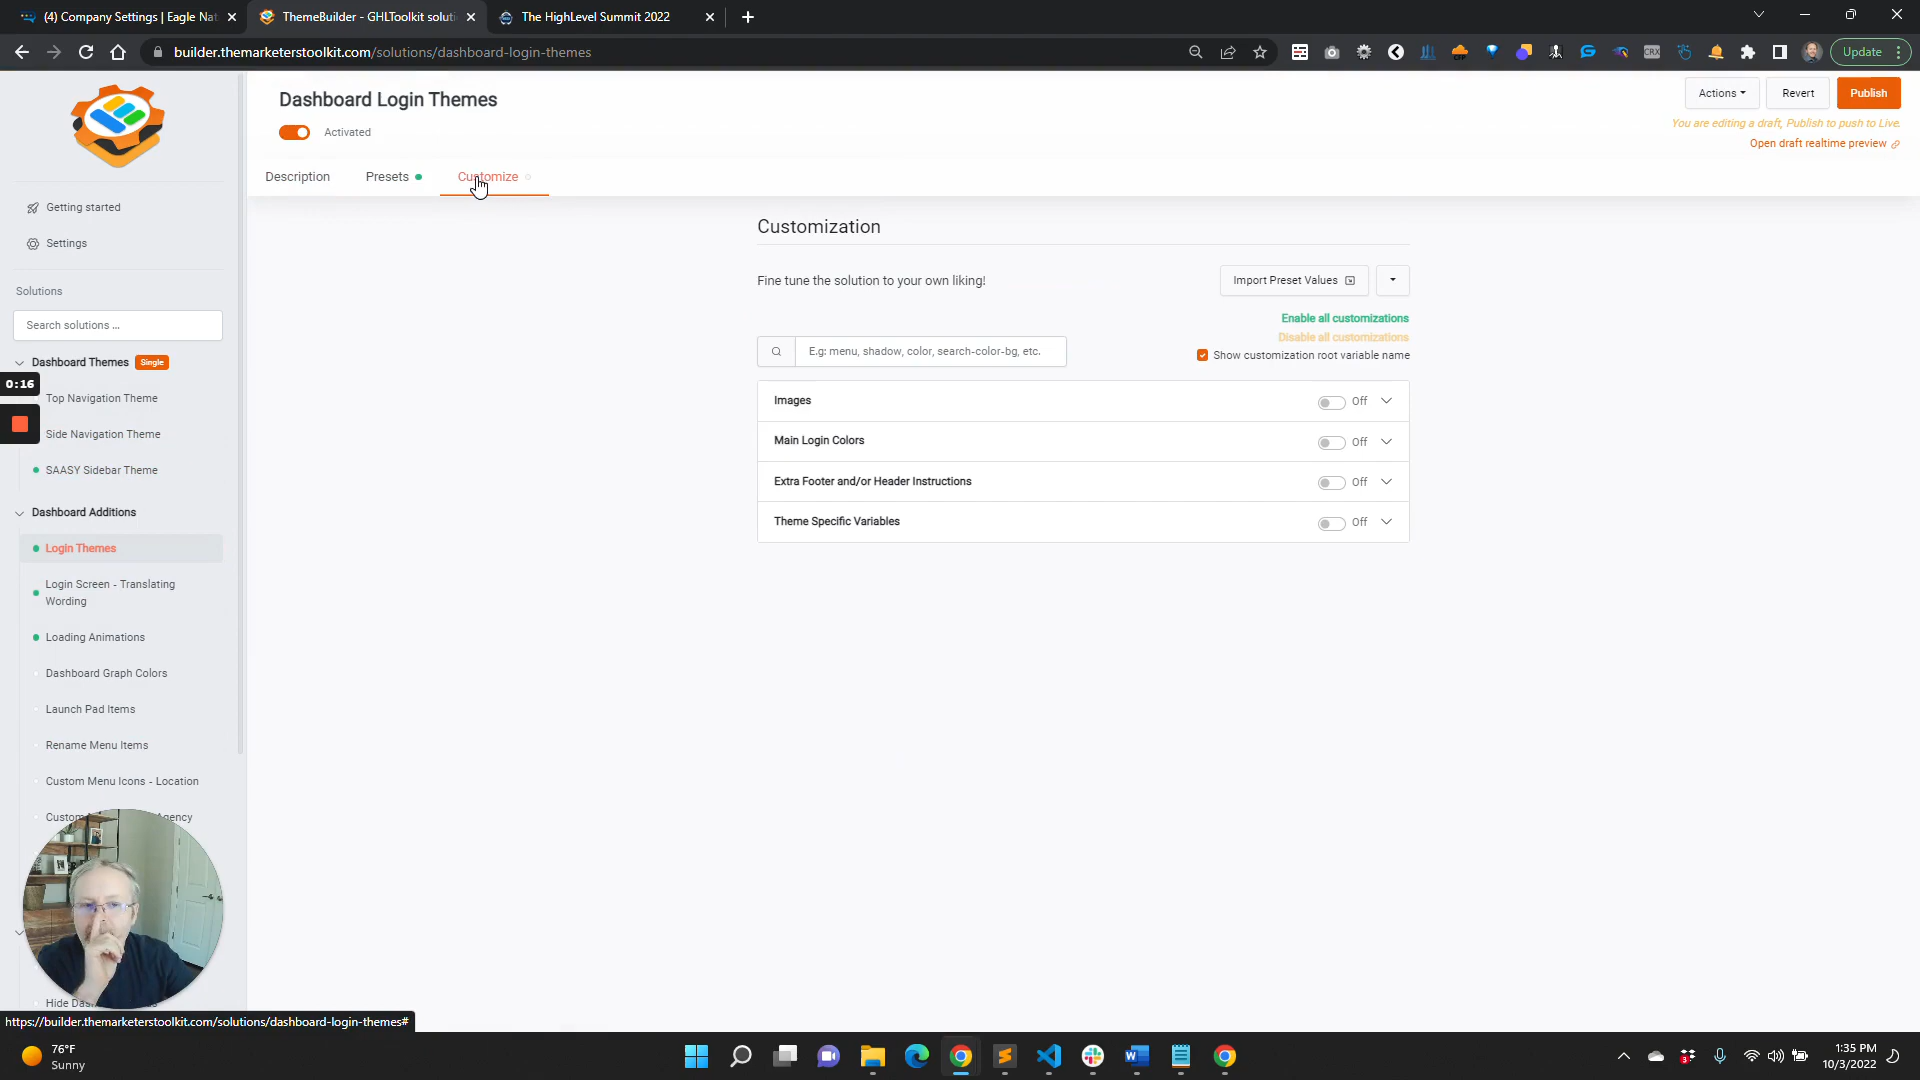 (4) Company Settings | Eagle Nat
ThemeBuilder - GHLToolkit soluti
The HighLevel Summit 2022
builder.themarketerstoolkit.com/solutions/dashboard-login-themes
Update
Dashboard Login Themes
Activated
Actions
Revert
Publish
You are editing a draft, Publish to push to Live.
Open draft realtime preview
Description
Presets
Customize
Getting started
Settings
Solutions
Search solutions ...
Dashboard Themes Single
0:16
Top Navigation Theme
Side Navigation Theme
SAASY Sidebar Theme
Dashboard Additions
Login Themes
Login Screen - Translating
Wording
Loading Animations
Dashboard Graph Colors
Launch Pad Items
Rename Menu Items
Custom Menu Icons - Location
Customization
Fine tune the solution to your own liking!
Import Preset Values
Enable all customizations
Disable all customizations
Show customization root variable name
E.g: menu, shadow, color, search-color-bg, etc.
Images Off
Main Login Colors Off
Extra Footer and/or Header Instructions Off
Theme Specific Variables Off
https://builder.themarketerstoolkit.com/solutions/dashboard-login-themes#
76°F
Sunny
1:35 PM
10/3/2022